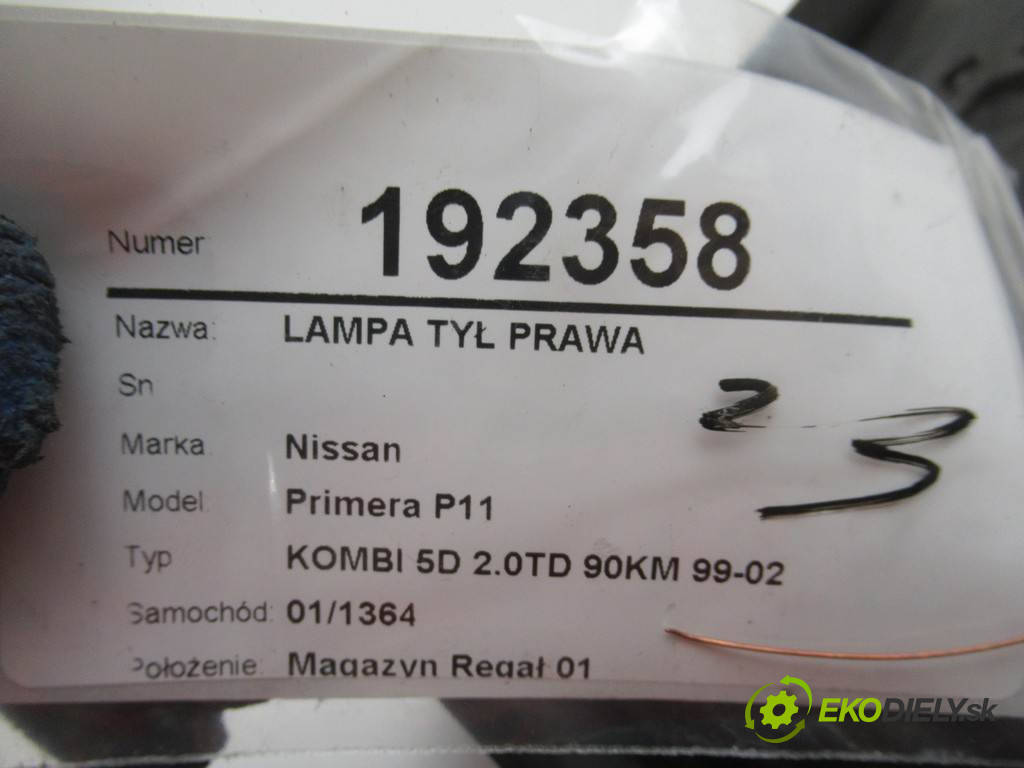 Numer 192358
Nazwa: LAMPA TYŁ PRAWA
Sn
23
Marka Nissan
Model Primera P11
Typ KOMBI 5D 2.0TD 90KM 99-02
Samochód: 01/1364
Położenie: Magazyn Regał 01
EKODIELY.sk